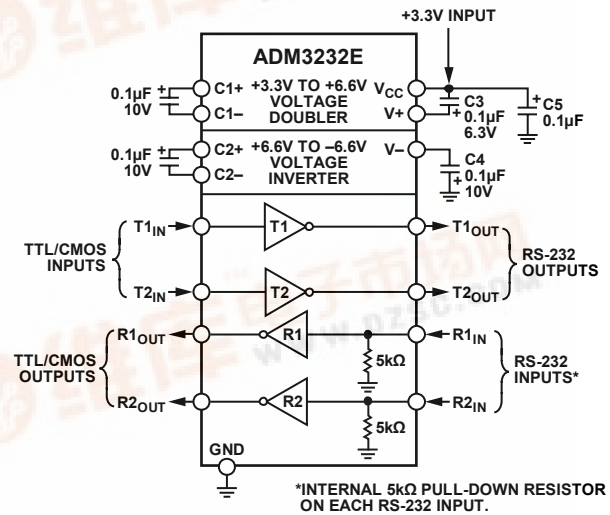 +3.3V INPUT
ADM3232E
0.1µF
10V
+
C1+
C1–
+3.3V TO +6.6V
VOLTAGE
DOUBLER
VCC
V+
+
C3
0.1µF
6.3V
+
C5
0.1µF
0.1µF
10V
+
C2+
C2–
+6.6V TO –6.6V
VOLTAGE
INVERTER
V–
C4
0.1µF
10V
+
TTL/CMOS
INPUTS
T1IN
T1
T1OUT
T2IN
T2
T2OUT
RS-232
OUTPUTS
TTL/CMOS
OUTPUTS
R1OUT
R1
R1IN
5kΩ
R2OUT
R2
R2IN
5kΩ
RS-232
INPUTS*
GND
*INTERNAL 5kΩ PULL-DOWN RESISTOR
ON EACH RS-232 INPUT.